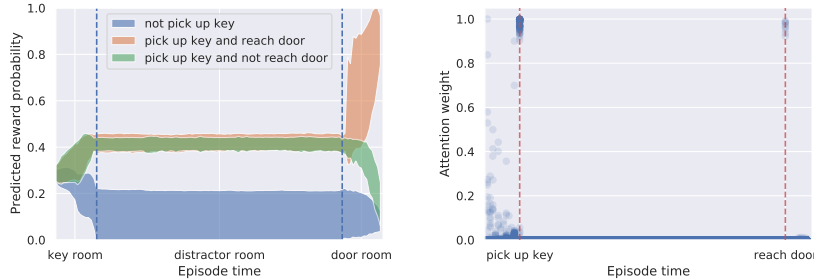 Predicted reward probability
1.0
0.8
0.6
0.4
0.2
0.0
not pick up key
pick up key and reach door
pick up key and not reach door
key room
distractor room
door room
Episode time
Attention weight
1.0
0.8
0.6
0.4
0.2
0.0
pick up key
reach door
Episode time